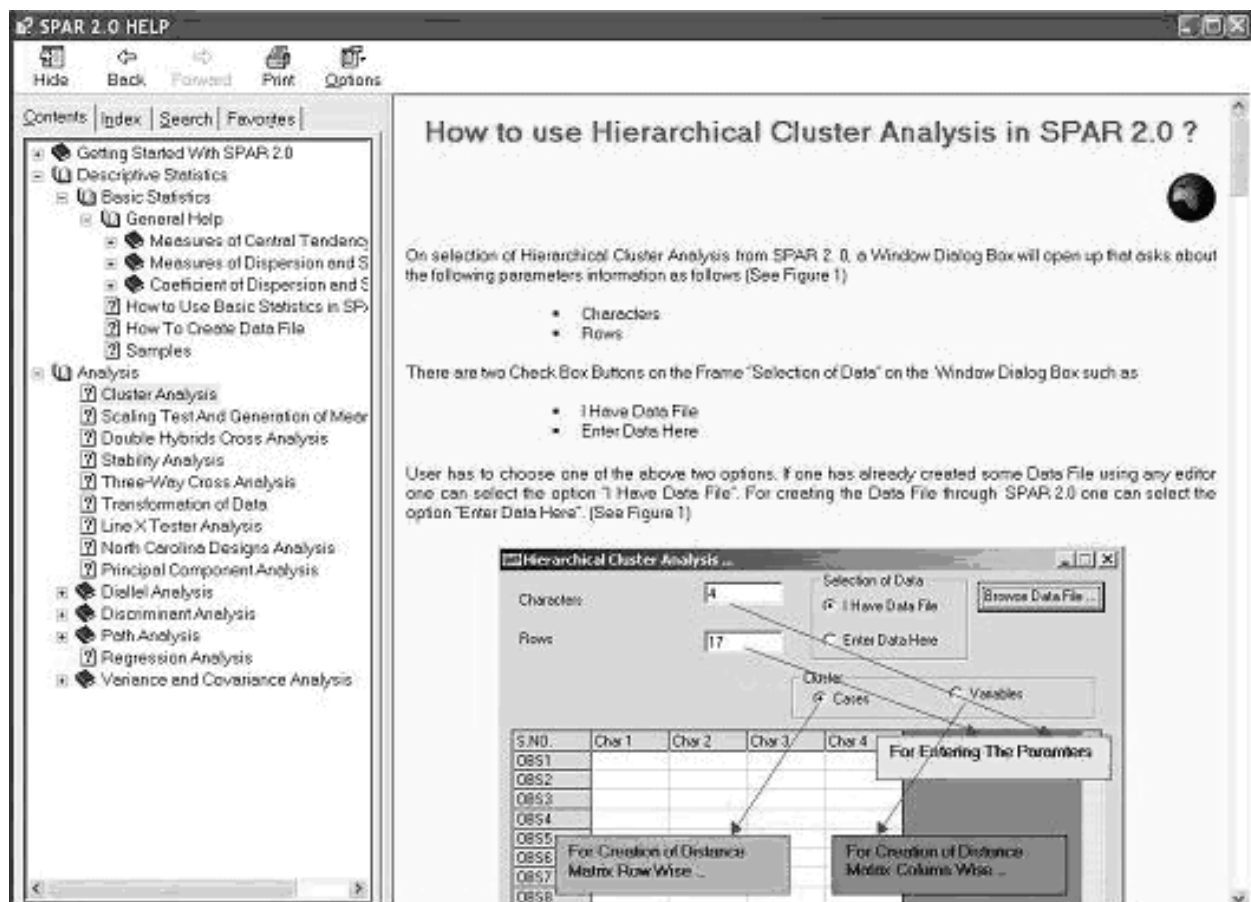 SPAR 2.0 HELP
Hide Back Forward Print Options
Contents Index Search Favorites
Getting Started With SPAR 2.0
Descriptive Statistics
Basic Statistics
General Help
Measures of Central Tendency
Measures of Dispersion and S
Coefficient of Dispersion and S
How to Use Basic Statistics in SP
How To Create Data File
Samples
Analysis
Cluster Analysis
Scaling Test And Generation of Mear
Double Hybrids Cross Analysis
Stability Analysis
Three-Way Cross Analysis
Transformation of Data
Line X Tester Analysis
North Carolina Designs Analysis
Principal Component Analysis
Diallel Analysis
Discriminant Analysis
Path Analysis
Regression Analysis
Variance and Covariance Analysis
How to use Hierarchical Cluster Analysis in SPAR 2.0 ?
On selection of Hierarchical Cluster Analysis from SPAR 2. 0, a Window Dialog Box will open up that asks about
the following parameters information as follows (See Figure 1)
• Characters
• Rows
There are two Check Box Buttons on the Frame "Selection of Data" on the Window Dialog Box such as
• I Have Data File
• Enter Data Here
User has to choose one of the above two options. If one has already created some Data File using any editor
one can select the option "I Have Data File". For creating the Data File through SPAR 2.0 one can select the
option "Enter Data Here". (See Figure 1)
Hierarchical Cluster Analysis ...
Characters 4
Rows 17
Selection of Data
I Have Data File
Enter Data Here
Browse Data File ...
Cluster
Cases Variables
S.NO. Char 1 Char 2 Char 3 Char 4
OBS1
OBS2
OBS3
OBS4
OBS5
OBS6
OBS7
OBS8
For Entering The Paramters
For Creation of Distance
Matrix Row Wise ..
For Creation of Distance
Matrix Column Wise ..